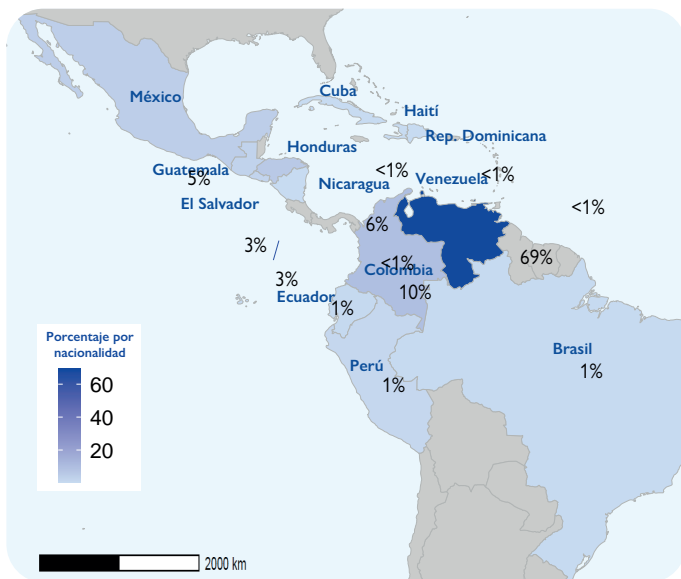 Cuba
México
Haití
Rep. Dominicana
Honduras
Guatemala
5%
<1%
Venezuela
<1%
Nicaragua
El Salvador
<1%
6%
3%
69%
<1%
Colombia
3%
10%
Ecuador
1%
Porcentaje por
nacionalidad
60
40
20
Brasil
1%
Perú
1%
2000 km